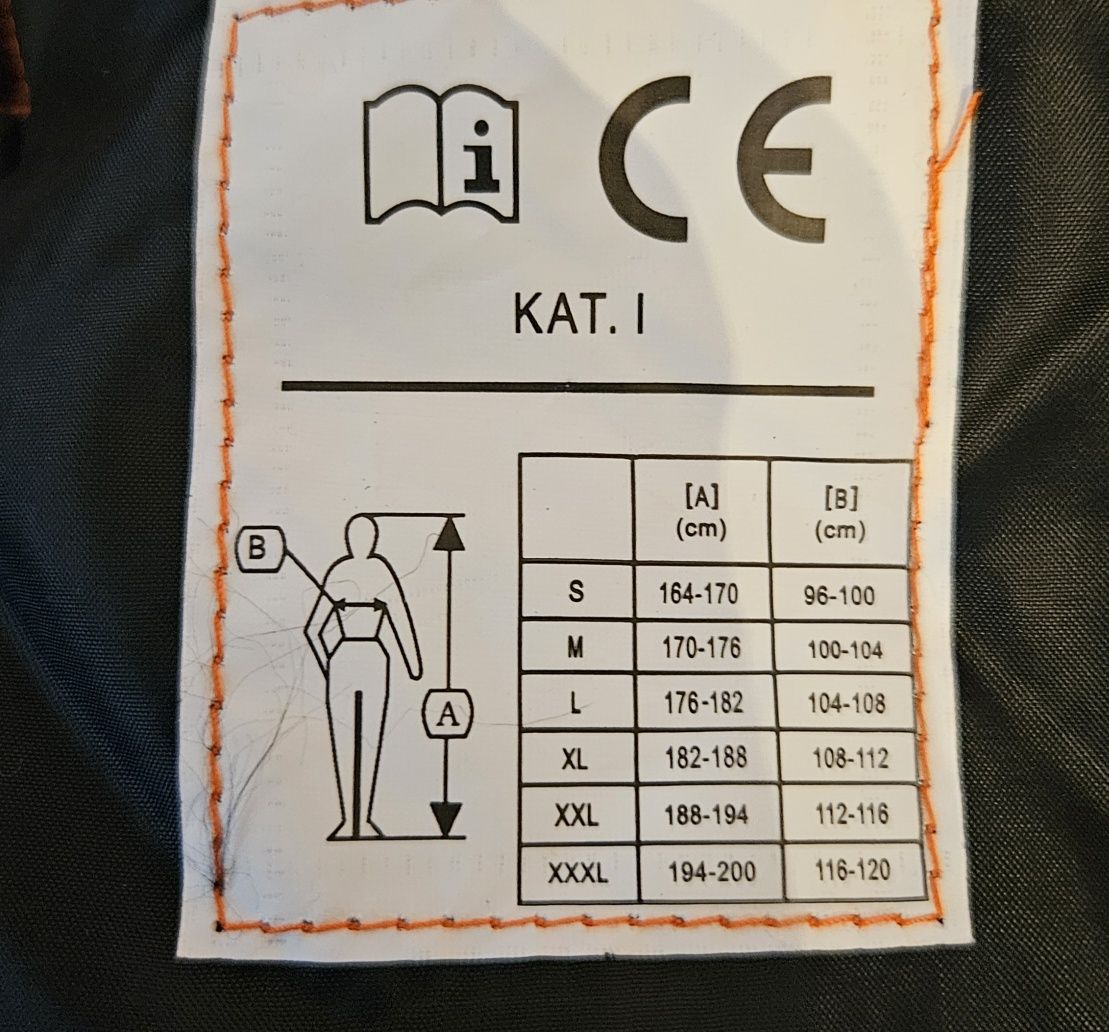 i CE
KAT. I
[A] [B]
(cm) (cm)
S 164-170 96-100
M 170-176 100-104
L 176-182 104-108
XL 182-188 108-112
XXL 188-194 112-116
XXXL 194-200 116-120
B
A